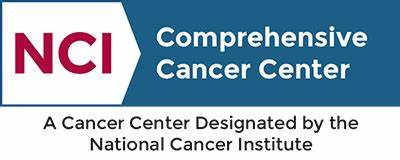 NCI
Comprehensive
Cancer Center
A Cancer Center Designated by the
National Cancer Institute